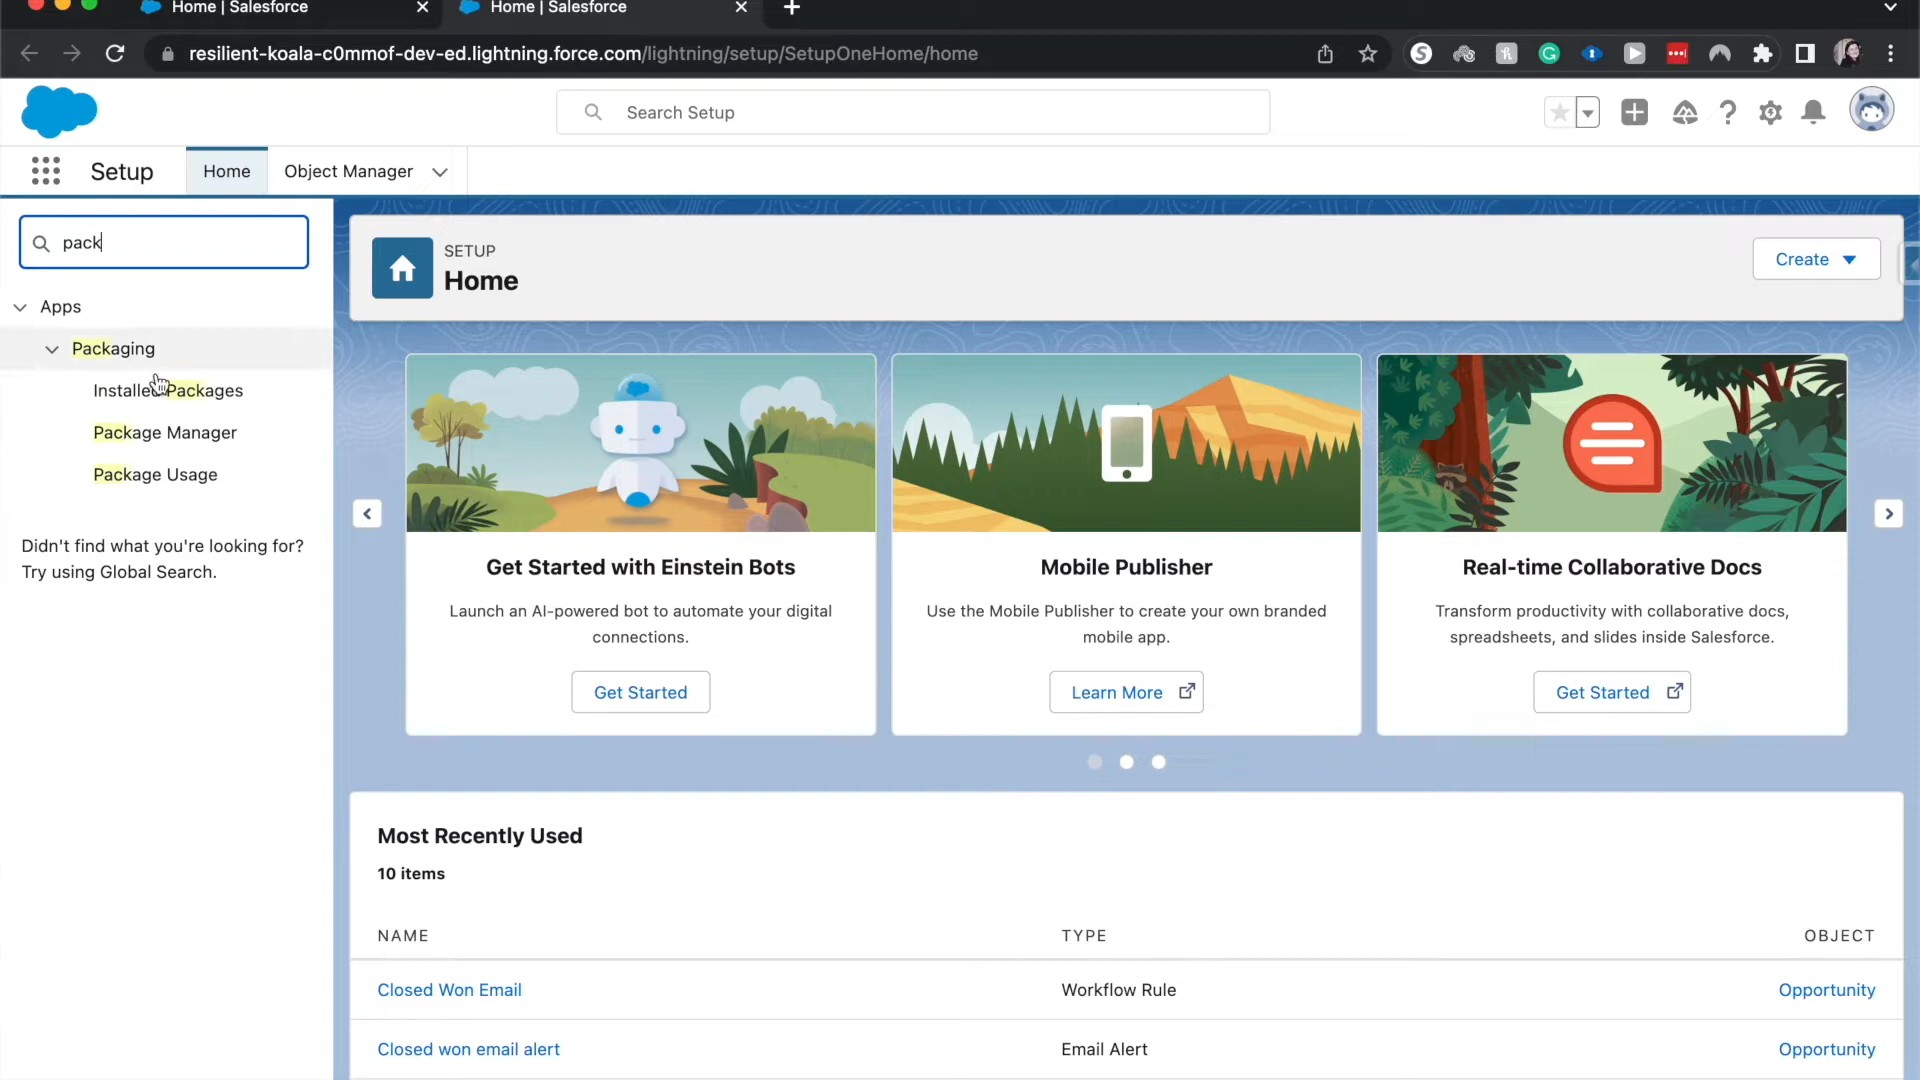 Home | Salesforce
Home | Salesforce
resilient-koala-c0mmof-dev-ed.lightning.force.com/lightning/setup/SetupOneHome/home
Search Setup
Setup
Home
Object Manager
pack
Apps
Packaging
Installed Packages
Package Manager
Package Usage
Didn't find what you're looking for?
Try using Global Search.
SETUP
Home
Create
Get Started with Einstein Bots
Launch an AI-powered bot to automate your digital
connections.
Get Started
Mobile Publisher
Use the Mobile Publisher to create your own branded
mobile app.
Learn More
Real-time Collaborative Docs
Transform productivity with collaborative docs,
spreadsheets, and slides inside Salesforce.
Get Started
Most Recently Used
10 items
NAME
TYPE
OBJECT
Closed Won Email
Workflow Rule
Opportunity
Closed won email alert
Email Alert
Opportunity